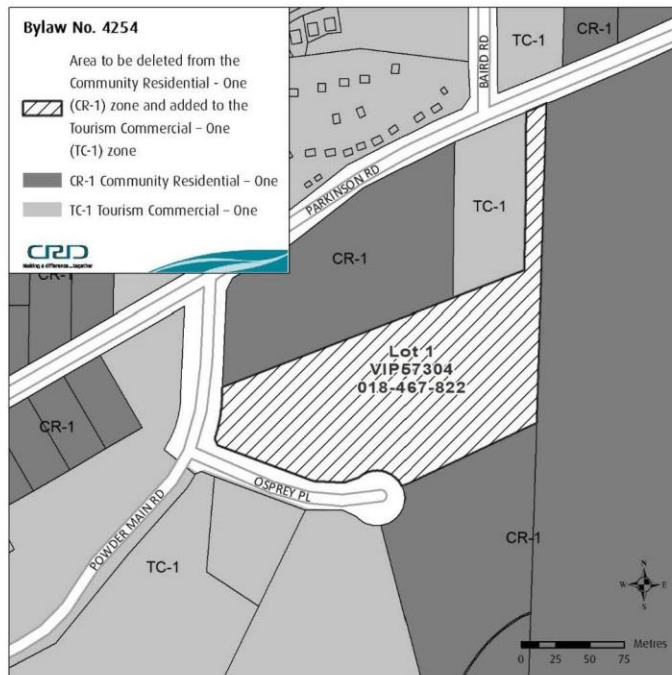 Bylaw No. 4254
Area to be deleted from the
Community Residential - One
(CR-1) zone and added to the
Tourism Commercial – One
(TC-1) zone
CR-1 Community Residential – One
TC-1 Tourism Commercial – One
CRD
Making a difference...together
BAIRD RD
TC-1
CR-1
PARKINSON RD
TC-1
CR-1
CR-1
Lot 1
VIP57304
018-467-822
CR-1
OSPREY PL
POWDER MAIN RD
TC-1
CR-1
N
W E
S
Metres
0 25 50 75